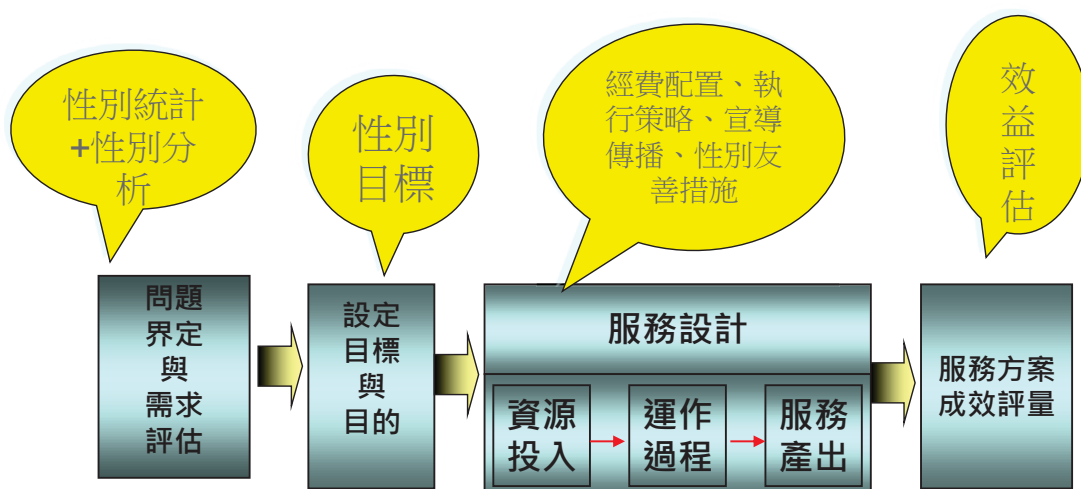 性別統計
+性別分
析
性別
目標
經費配置、執
行策略、宣導
傳播、性別友
善措施
效
益
評
估
問題
界定
與
需求
評估
設定
目標
與
目的
服務設計
資源
投入
運作
過程
服務
產出
服務方案
成效評量